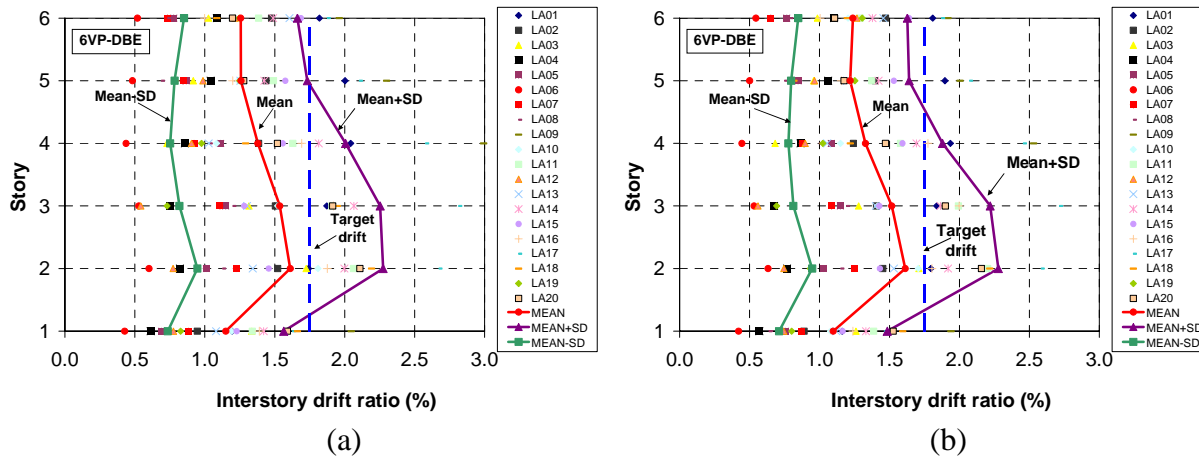 6
5
4
3
2
1
Story
6VP-DBE
Mean-SD
Mean
Mean+SD
Target
drift
0.0 0.5 1.0 1.5 2.0 2.5 3.0
Interstory drift ratio (%)
LA01
LA02
LA03
LA04
LA05
LA06
LA07
LA08
LA09
LA10
LA11
LA12
LA13
LA14
LA15
LA16
LA17
LA18
LA19
LA20
MEAN
MEAN+SD
MEAN-SD
(a)
6
5
4
3
2
1
Story
6VP-DBE
Mean-SD
Mean
Mean+SD
Target
drift
0.0 0.5 1.0 1.5 2.0 2.5 3.0
Interstory drift ratio (%)
LA01
LA02
LA03
LA04
LA05
LA06
LA07
LA08
LA09
LA10
LA11
LA12
LA13
LA14
LA15
LA16
LA17
LA18
LA19
LA20
MEAN
MEAN+SD
MEAN-SD
(b)